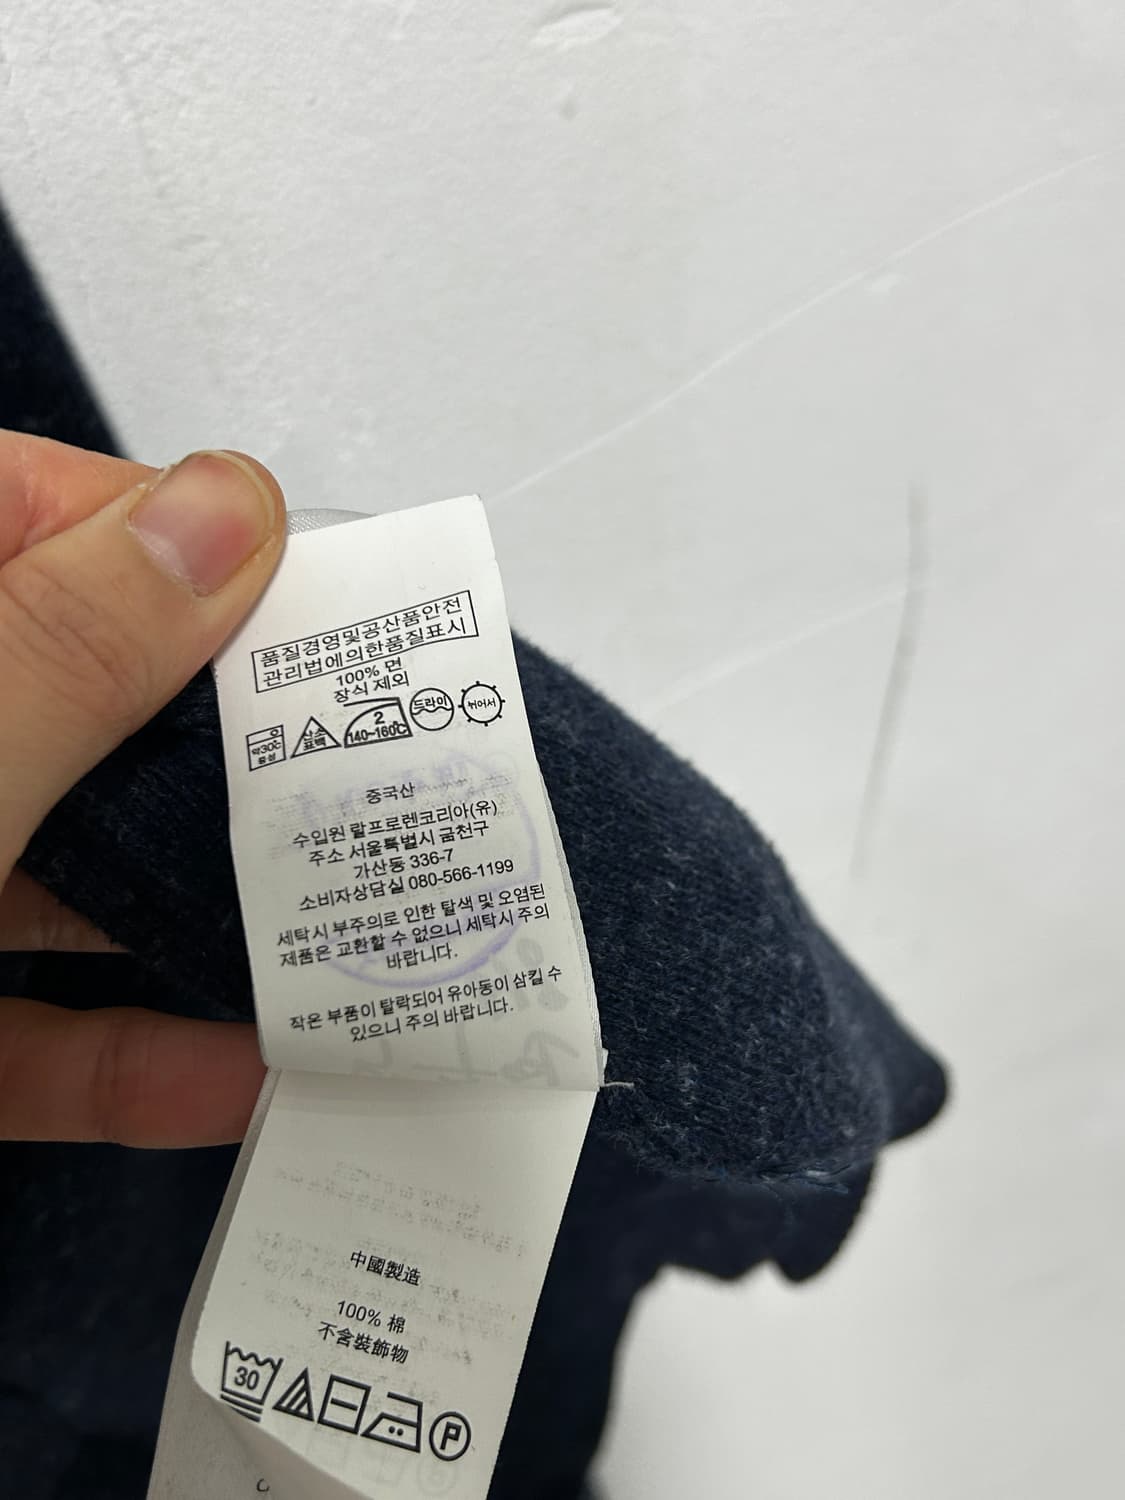 품질경영및공산품안전
관리법에의한품질표시
100% 면
장식 제외
약30℃
중성
산소
표백
2
140~160℃
드라이
뉘어서
중국산
수입원 랄프로렌코리아(유)
주소 서울특별시 금천구
가산동 336-7
소비자상담실 080-566-1199
세탁시 부주의로 인한 탈색 및 오염된
제품은 교환할 수 없으니 세탁시 주의
바랍니다.
작은 부품이 탈락되어 유아동이 삼킬 수
있으니 주의 바랍니다.
中國製造
100% 棉
不含裝飾物
30
P